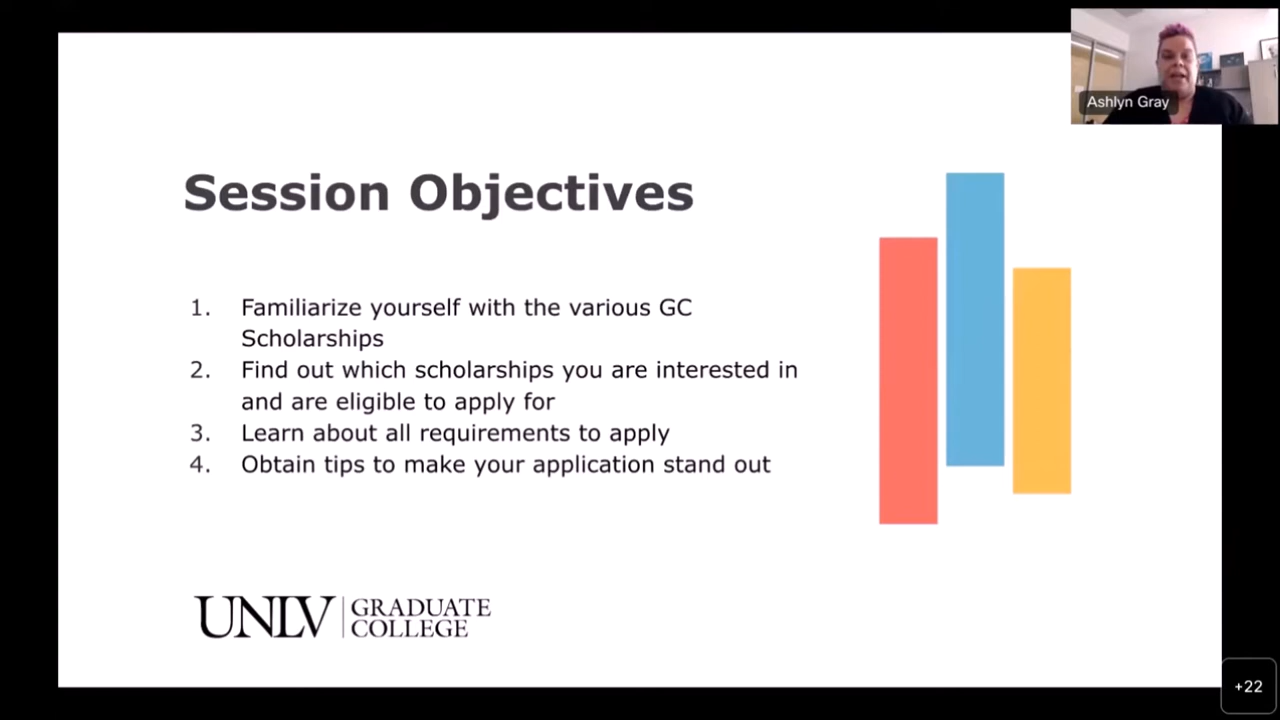 Ashlyn Gray
Session Objectives
1. Familiarize yourself with the various GC
Scholarships
2. Find out which scholarships you are interested in
and are eligible to apply for
3. Learn about all requirements to apply
4. Obtain tips to make your application stand out
UNLV GRADUATE
COLLEGE
+22